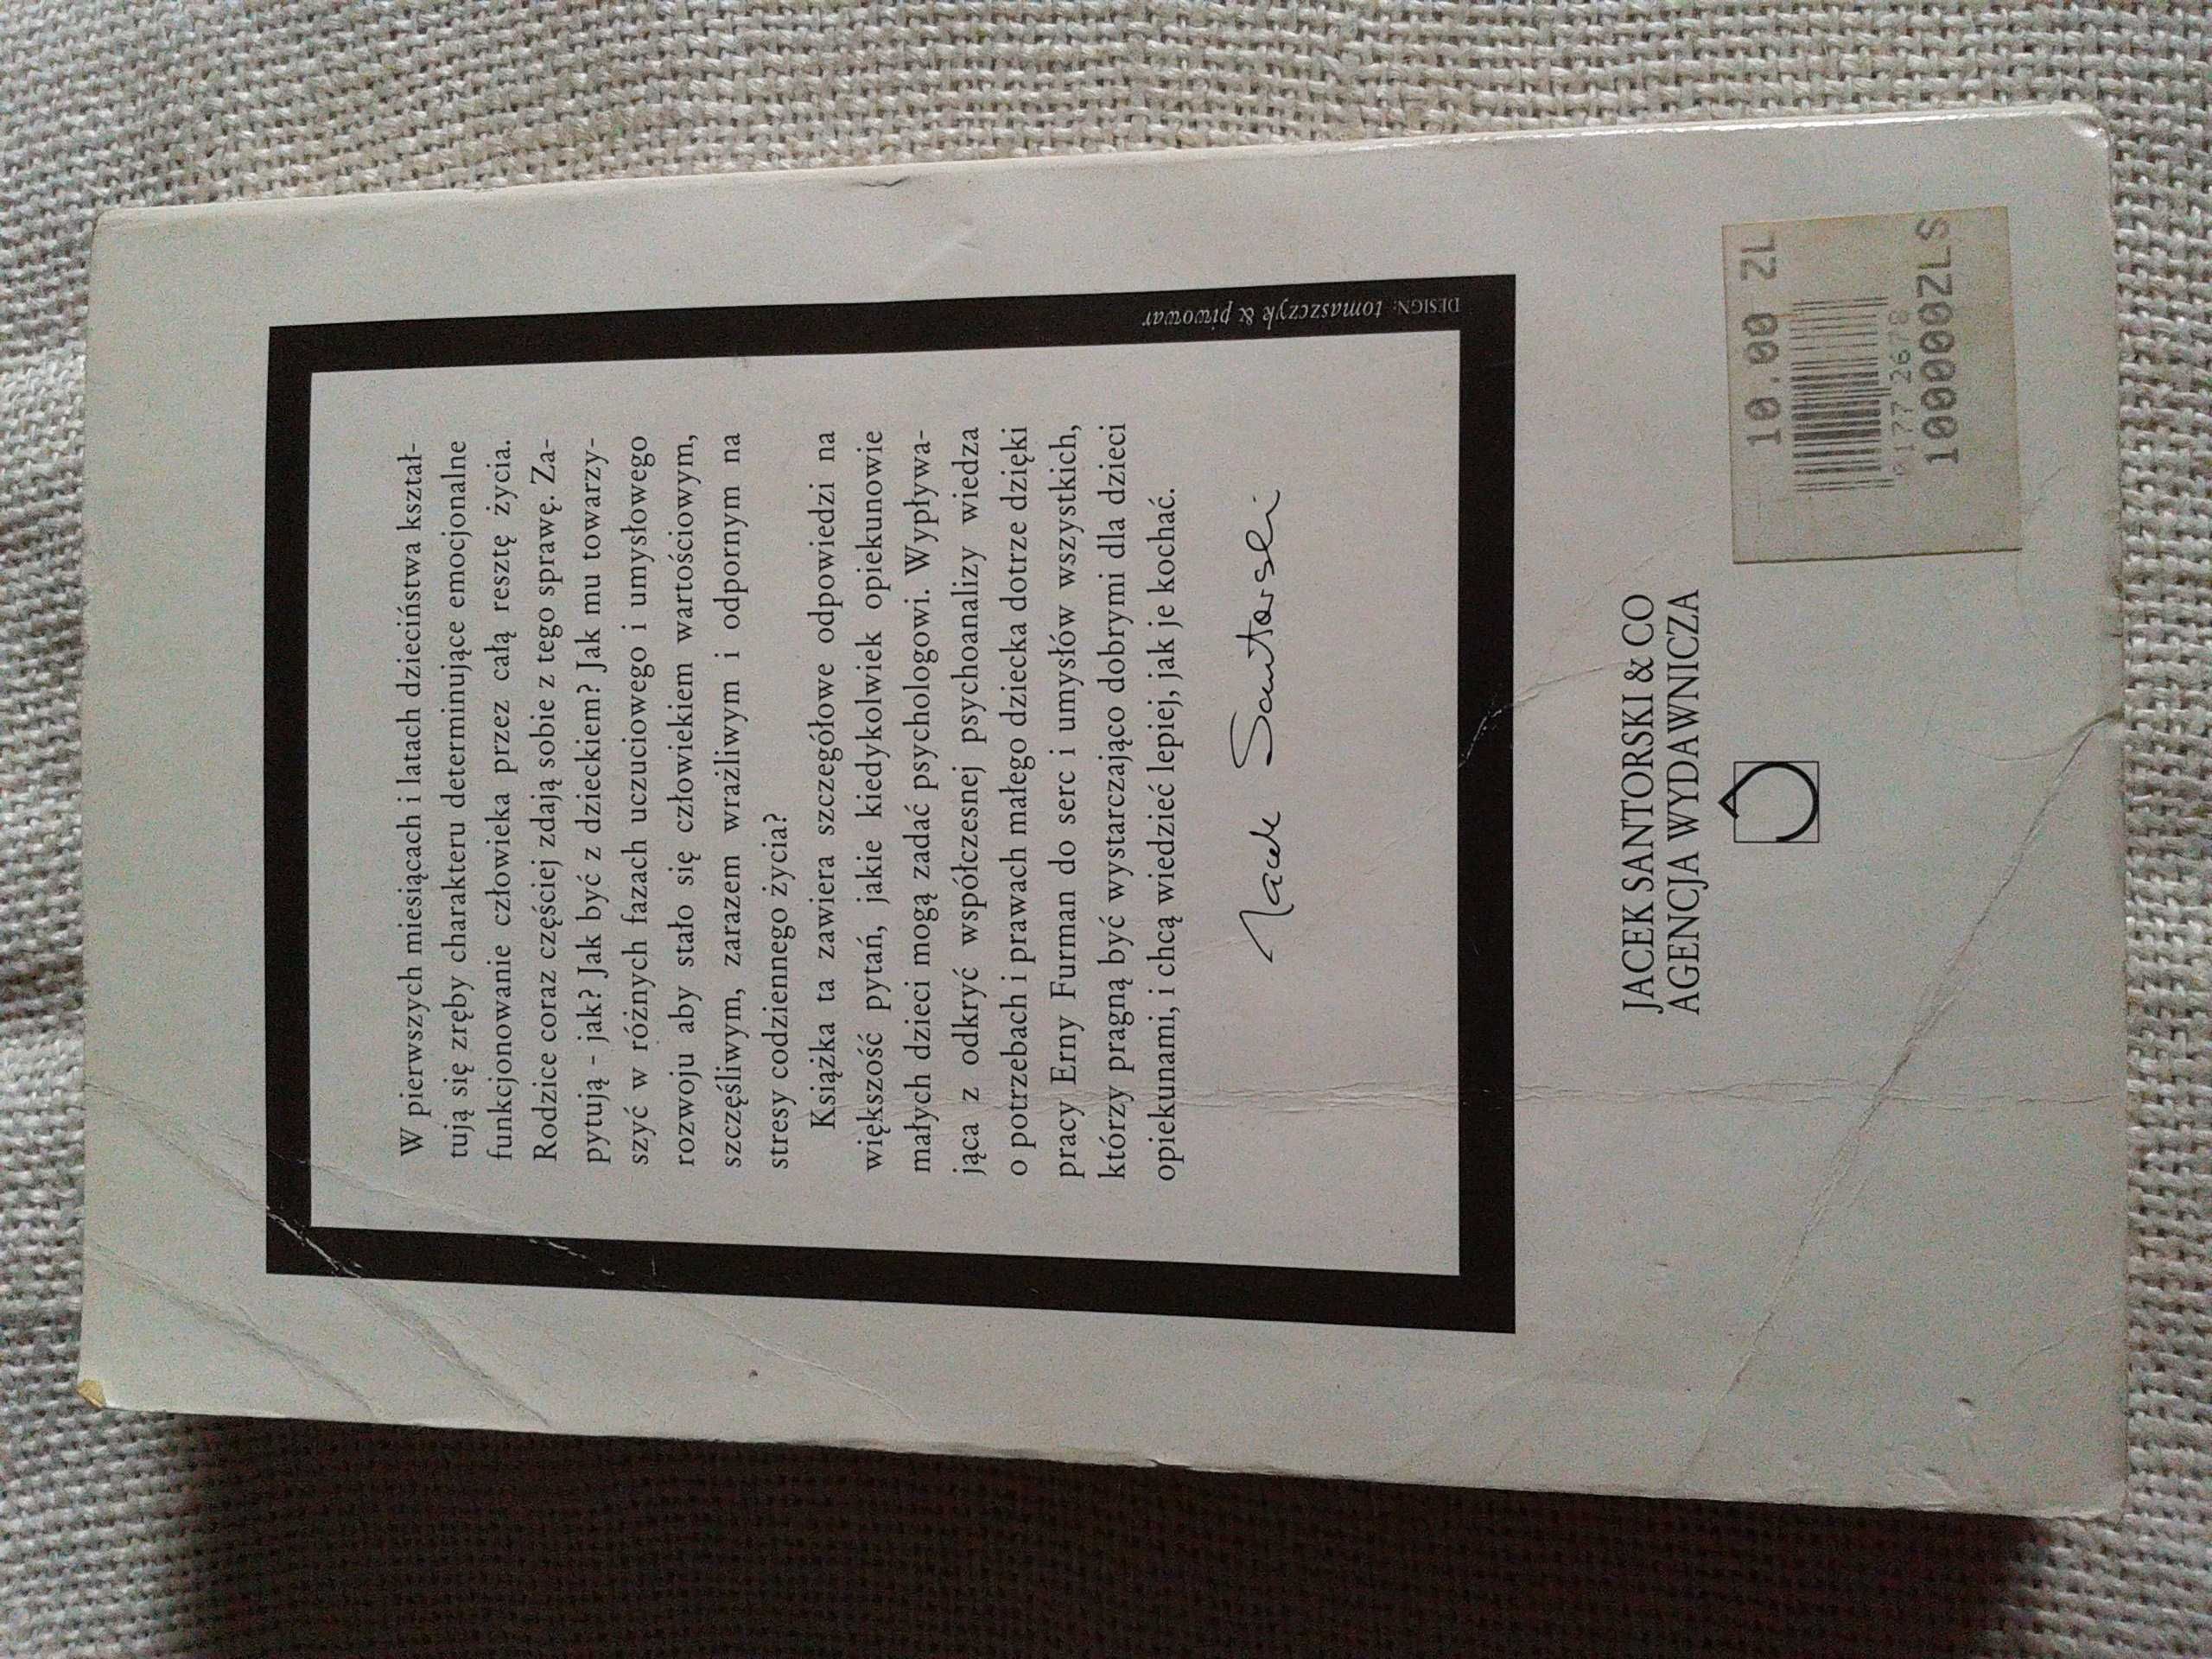 W pierwszych miesiącach i latach dzieciństwa kształ-
tują się zręby charakteru determinujące emocjonalne
funkcjonowanie człowieka przez całą resztę życia.
Rodzice coraz częściej zdają sobie z tego sprawę. Za-
pytują - jak? Jak być z dzieckiem? Jak mu towarzy-
szyć w różnych fazach uczuciowego i umysłowego
rozwoju aby stało się człowiekiem wartościowym,
szczęśliwym, zarazem wrażliwym i odpornym na
stresy codziennego życia?
Książka ta zawiera szczegółowe odpowiedzi na
większość pytań, jakie kiedykolwiek opiekunowie
małych dzieci mogą zadać psychologowi. Wypływa-
jąca z odkryć współczesnej psychoanalizy wiedza
o potrzebach i prawach małego dziecka dotrze dzięki
pracy Erny Furman do serc i umysłów wszystkich,
którzy pragną być wystarczająco dobrymi dla dzieci
opiekunami, i chcą wiedzieć lepiej, jak je kochać.
Jacek Santorski
DESIGN: tomaszczyk & piwowar
JACEK SANTORSKI & CO
AGENCJA WYDAWNICZA
10.00 ZL
0177 2678
100000ZLS